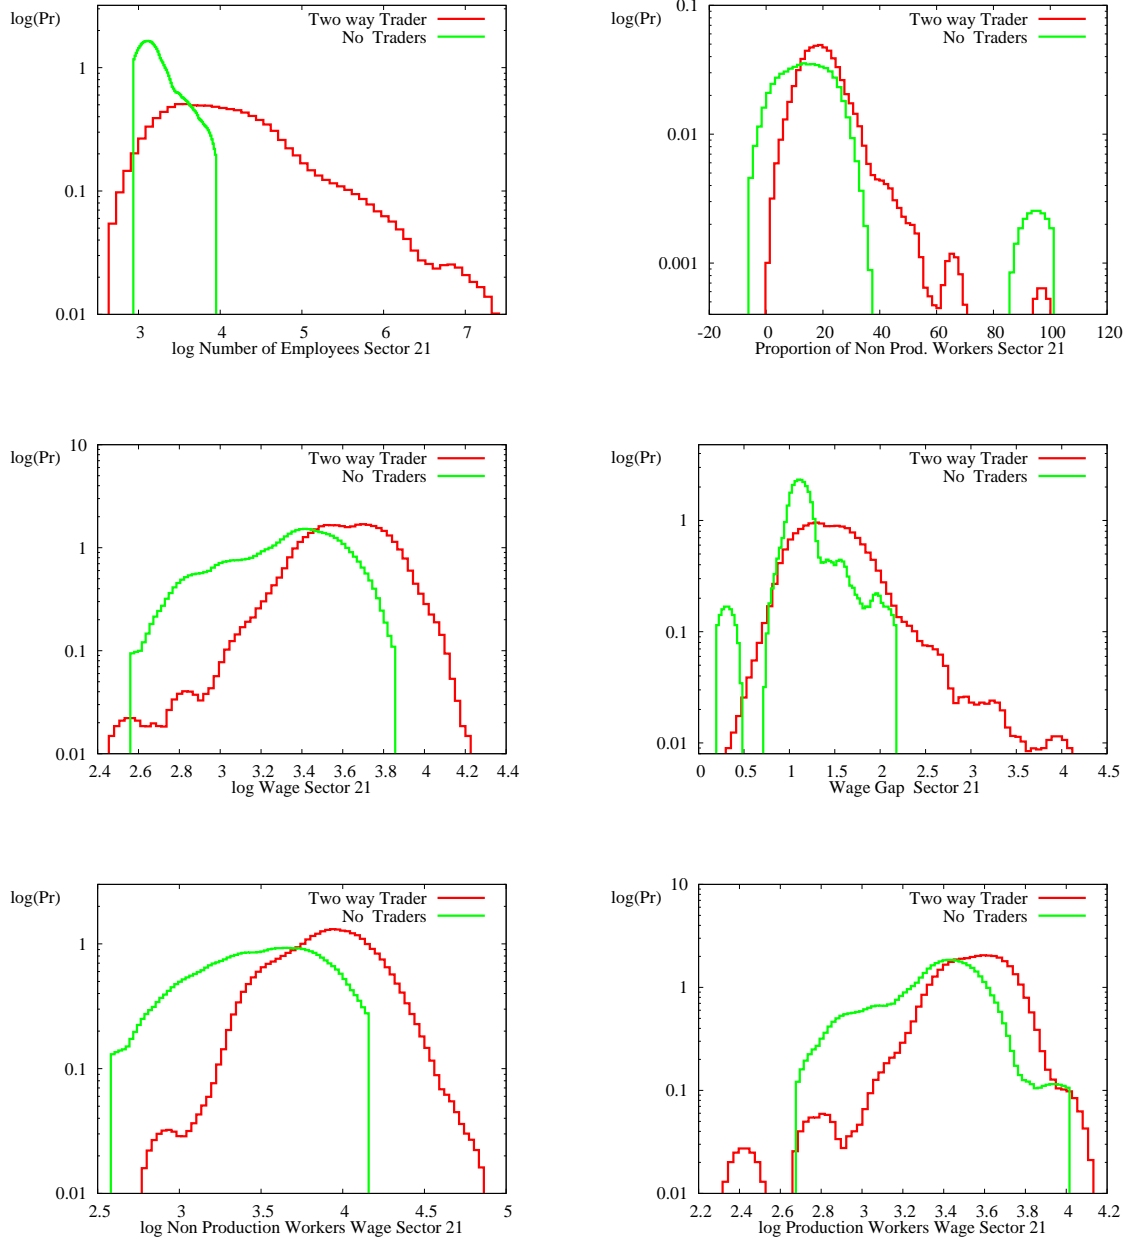 log(Pr)
Two way Trader
No Traders
1
0.1
0.01
3 4 5 6 7
log Number of Employees Sector 21
0.1
log(Pr)
Two way Trader
No Traders
0.01
0.001
-20 0 20 40 60 80 100 120
Proportion of Non Prod. Workers Sector 21
10
log(Pr)
Two way Trader
No Traders
1
0.1
0.01
2.4 2.6 2.8 3 3.2 3.4 3.6 3.8 4 4.2 4.4
log Wage Sector 21
log(Pr)
Two way Trader
No Traders
1
0.1
0.01
0 0.5 1 1.5 2 2.5 3 3.5 4 4.5
Wage Gap Sector 21
log(Pr)
Two way Trader
No Traders
1
0.1
0.01
2.5 3 3.5 4 4.5 5
log Non Production Workers Wage Sector 21
10
log(Pr)
Two way Trader
No Traders
1
0.1
0.01
2.2 2.4 2.6 2.8 3 3.2 3.4 3.6 3.8 4 4.2
log Production Workers Wage Sector 21